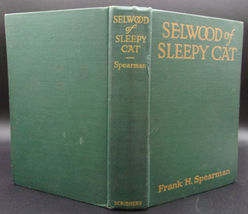 SELWOOD
of
SLEEPY
CAT
Spearman
SCRIBNERS
SELWOOD of
SLEEPY CAT
Frank H. Spearman